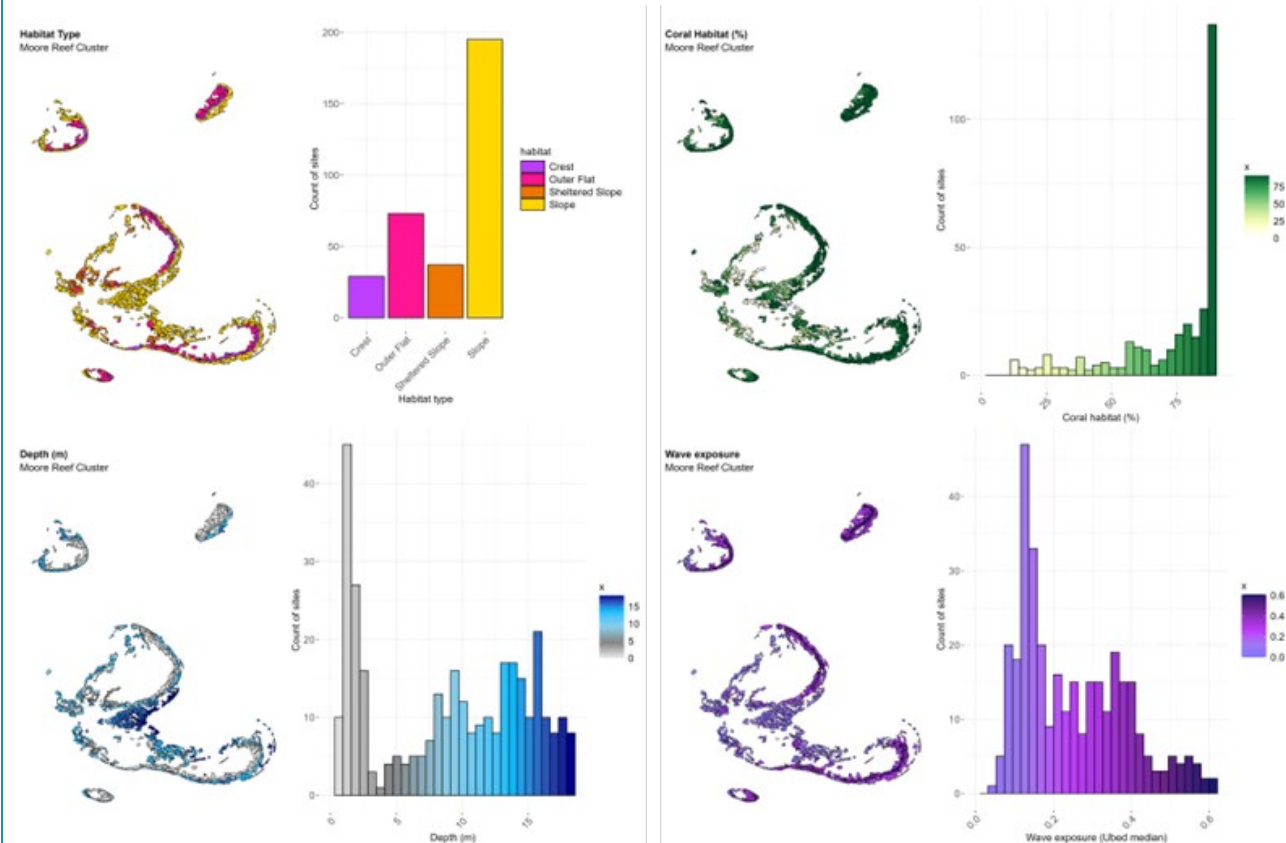 Habitat Type
Moore Reef Cluster
200
150
100
50
0
Count of sites
Crest
Outer Flat
Sheltered Slope
Slope
Habitat type
habitat
Crest
Outer Flat
Sheltered Slope
Slope
Coral Habitat (%)
Moore Reef Cluster
100
50
0
Count of sites
0
25
50
75
Coral habitat (%)
x
75
50
25
0
Depth (m)
Moore Reef Cluster
40
30
20
10
0
Count of sites
0
5
10
15
Depth (m)
x
15
10
5
0
Wave exposure
Moore Reef Cluster
40
30
20
10
0
Count of sites
0.0
0.2
0.4
0.6
Wave exposure (Ubed median)
x
0.6
0.4
0.2
0.0